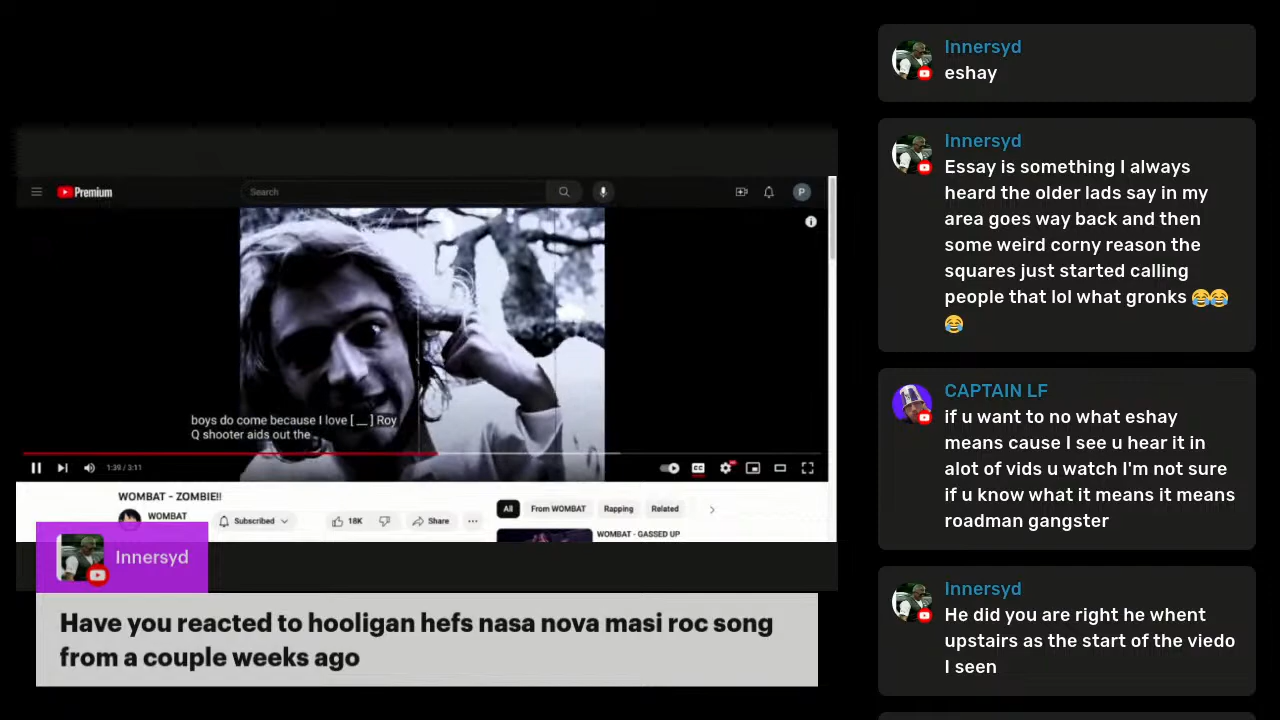 Premium
Search
P
boys do come because I love [ __ ] Roy
Q shooter aids out the
1:39 / 3:11
CC
WOMBAT - ZOMBIE!!
WOMBAT
Subscribed
18K
Share
All
From WOMBAT
Rapping
Related
WOMBAT - GASSED UP
Innersyd
Have you reacted to hooligan hefs nasa nova masi roc song
from a couple weeks ago
Innersyd
eshay
Innersyd
Essay is something I always
heard the older lads say in my
area goes way back and then
some weird corny reason the
squares just started calling
people that lol what gronks 😂😂
😂
CAPTAIN LF
if u want to no what eshay
means cause I see u hear it in
alot of vids u watch I'm not sure
if u know what it means it means
roadman gangster
Innersyd
He did you are right he whent
upstairs as the start of the viedo
I seen